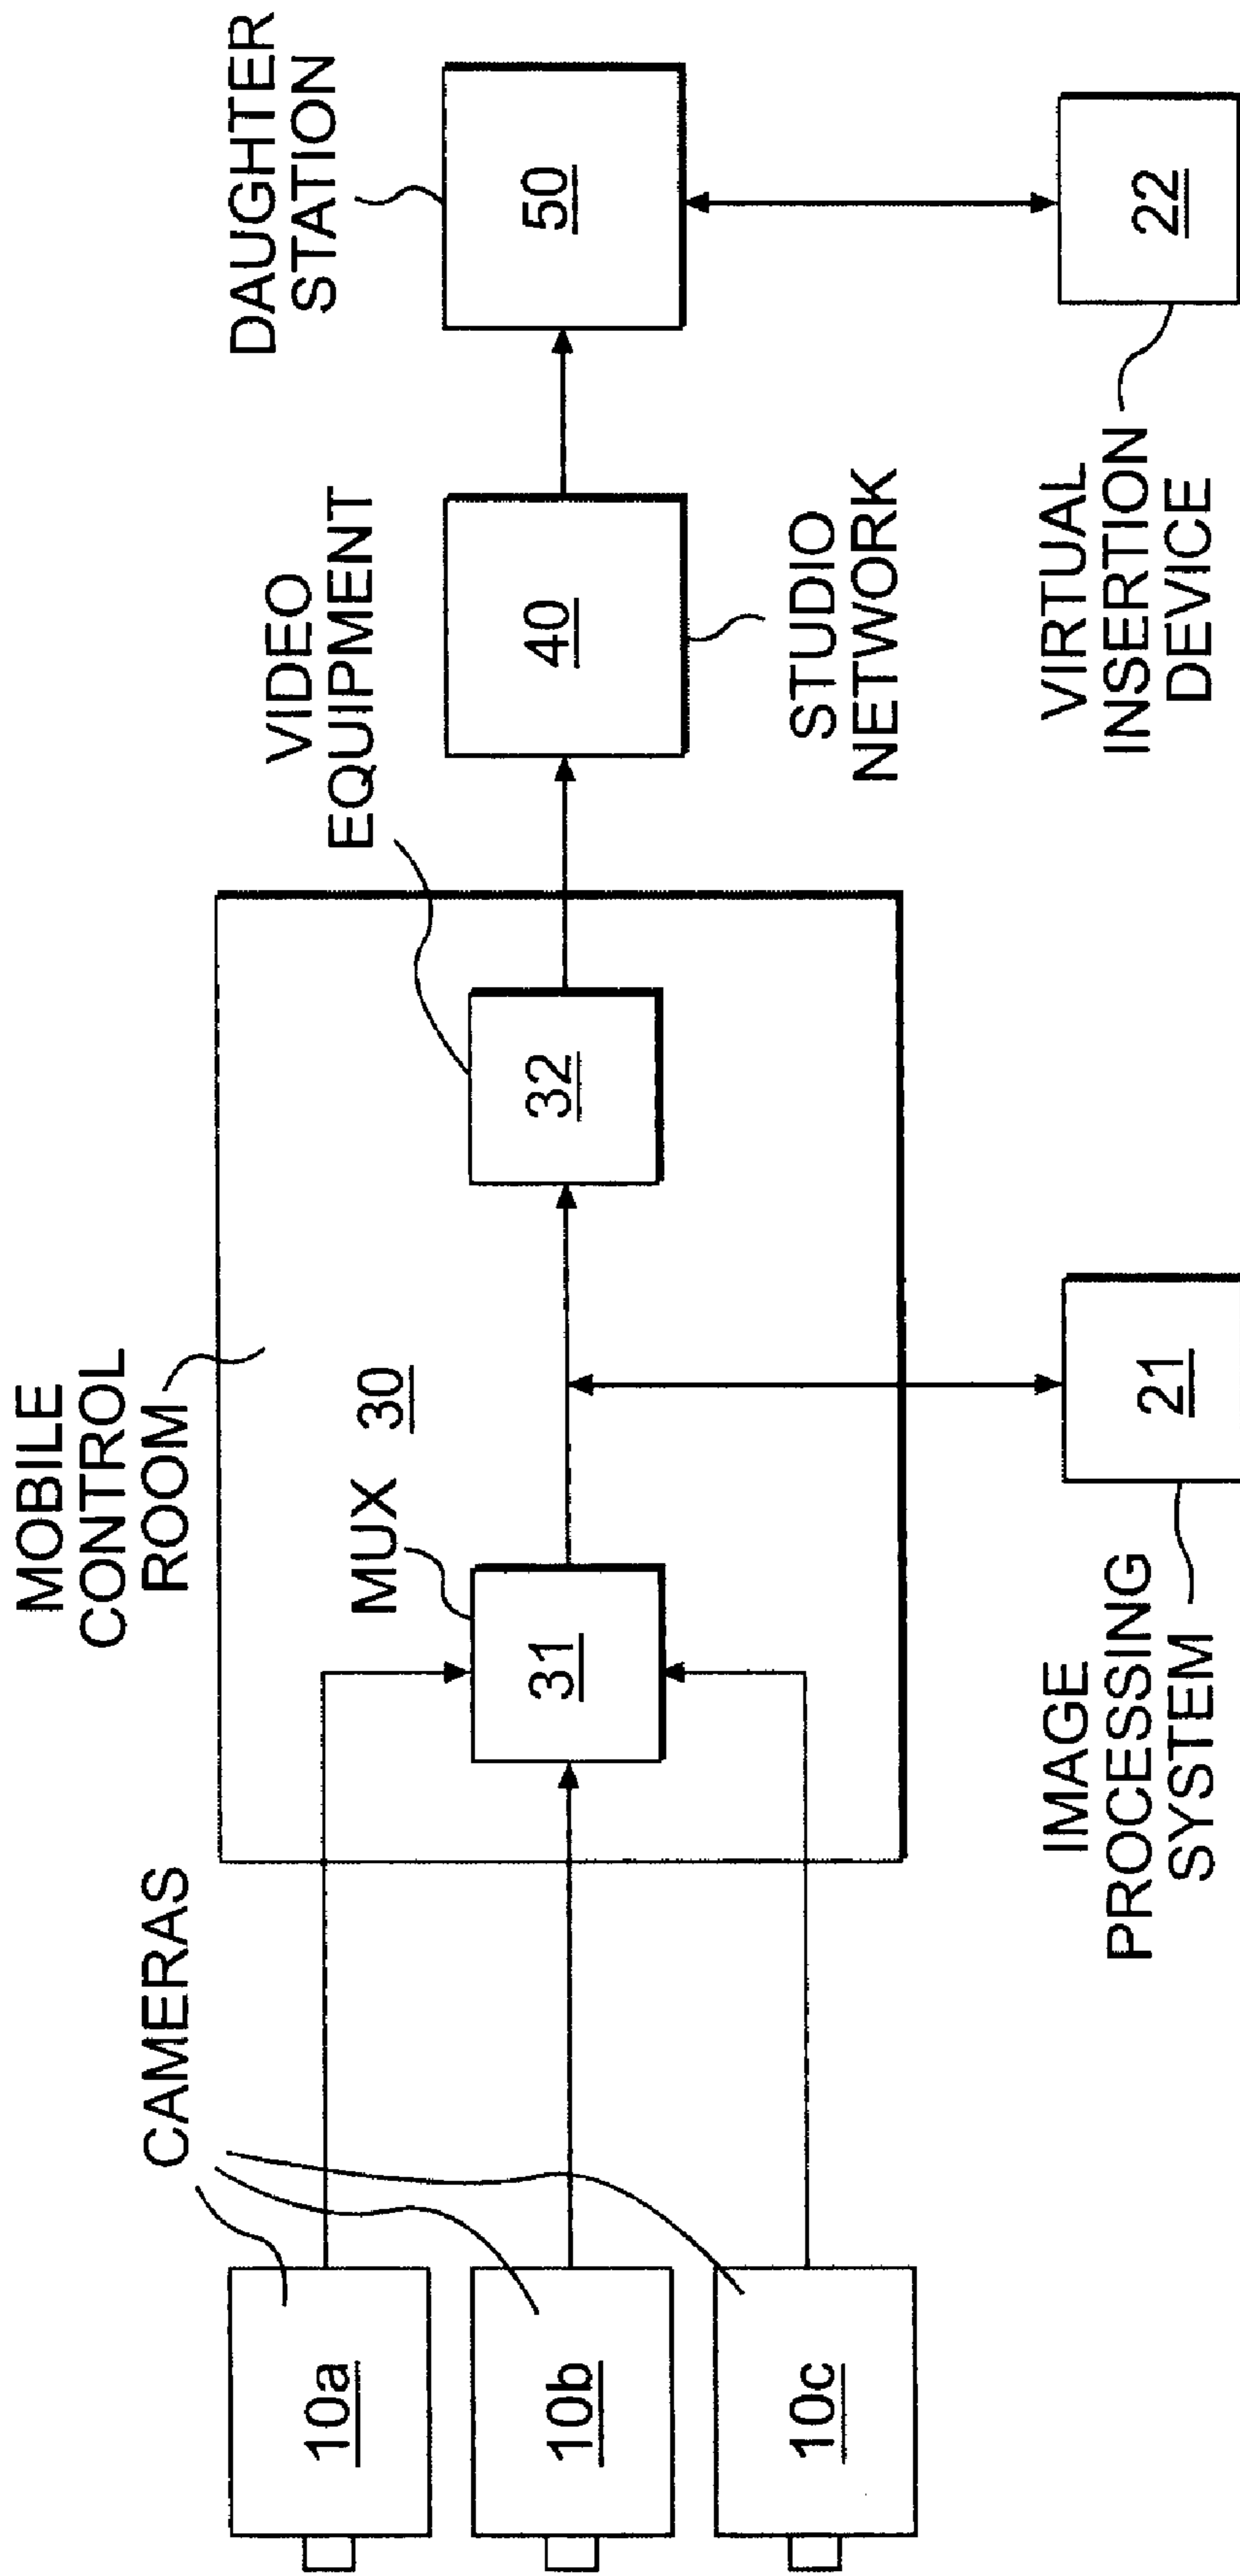 CAMERAS
10a
10b
10c
MOBILE
CONTROL
ROOM
30
MUX
31
32
IMAGE
PROCESSING
SYSTEM
21
VIDEO
EQUIPMENT
40
STUDIO
NETWORK
DAUGHTER
STATION
50
VIRTUAL
INSERTION
DEVICE
22